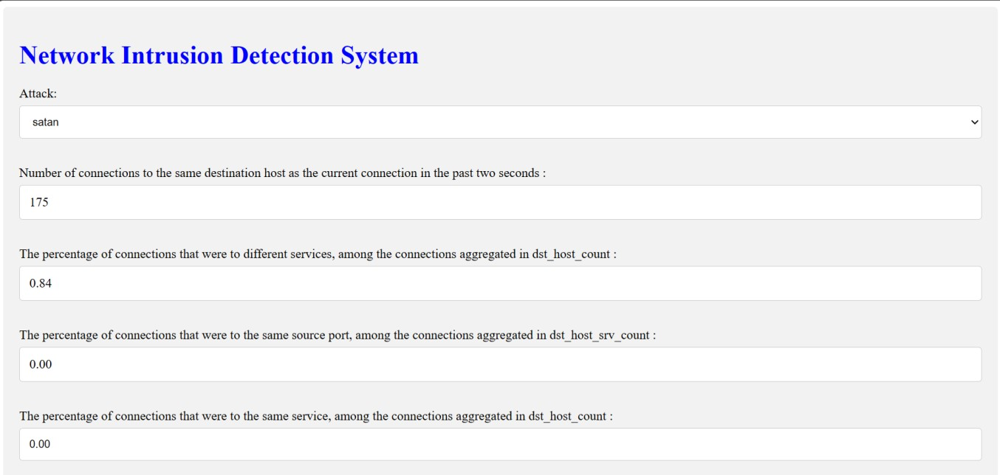 Network Intrusion Detection System
Attack:
satan
Number of connections to the same destination host as the current connection in the past two seconds :
175
The percentage of connections that were to different services, among the connections aggregated in dst_host_count :
0.84
The percentage of connections that were to the same source port, among the connections aggregated in dst_host_srv_count :
0.00
The percentage of connections that were to the same service, among the connections aggregated in dst_host_count :
0.00